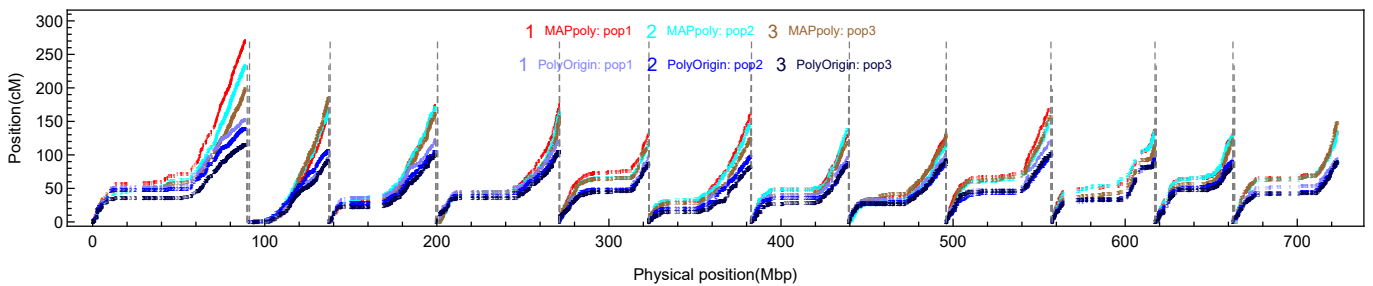 300
250
200
150
100
50
0
Position(cM)
1 MAPpoly: pop1 2 MAPpoly: pop2 3 MAPpoly: pop3
1 PolyOrigin: pop1 2 PolyOrigin: pop2 3 PolyOrigin: pop3
0 100 200 300 400 500 600 700
Physical position(Mbp)